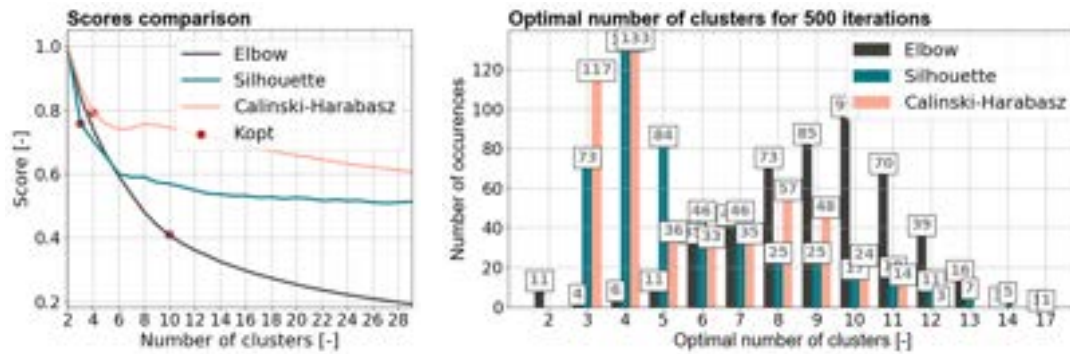 Scores comparison
1.0
0.8
0.6
0.4
0.2
Score [-]
Elbow
Silhouette
Calinski-Harabasz
Kopt
2 4 6 8 10 12 14 16 18 20 22 24 26 28
Number of clusters [-]
Optimal number of clusters for 500 iterations
120
100
80
60
40
20
0
Number of occurences
Elbow
Silhouette
Calinski-Harabasz
133
117
73 84 73 85 70
46 46 57 48
36 33 35 39
25 25 24
11 4 6 11 14 16 7 5 11
2 3 4 5 6 7 8 9 10 11 12 13 14 17
Optimal number of clusters [-]